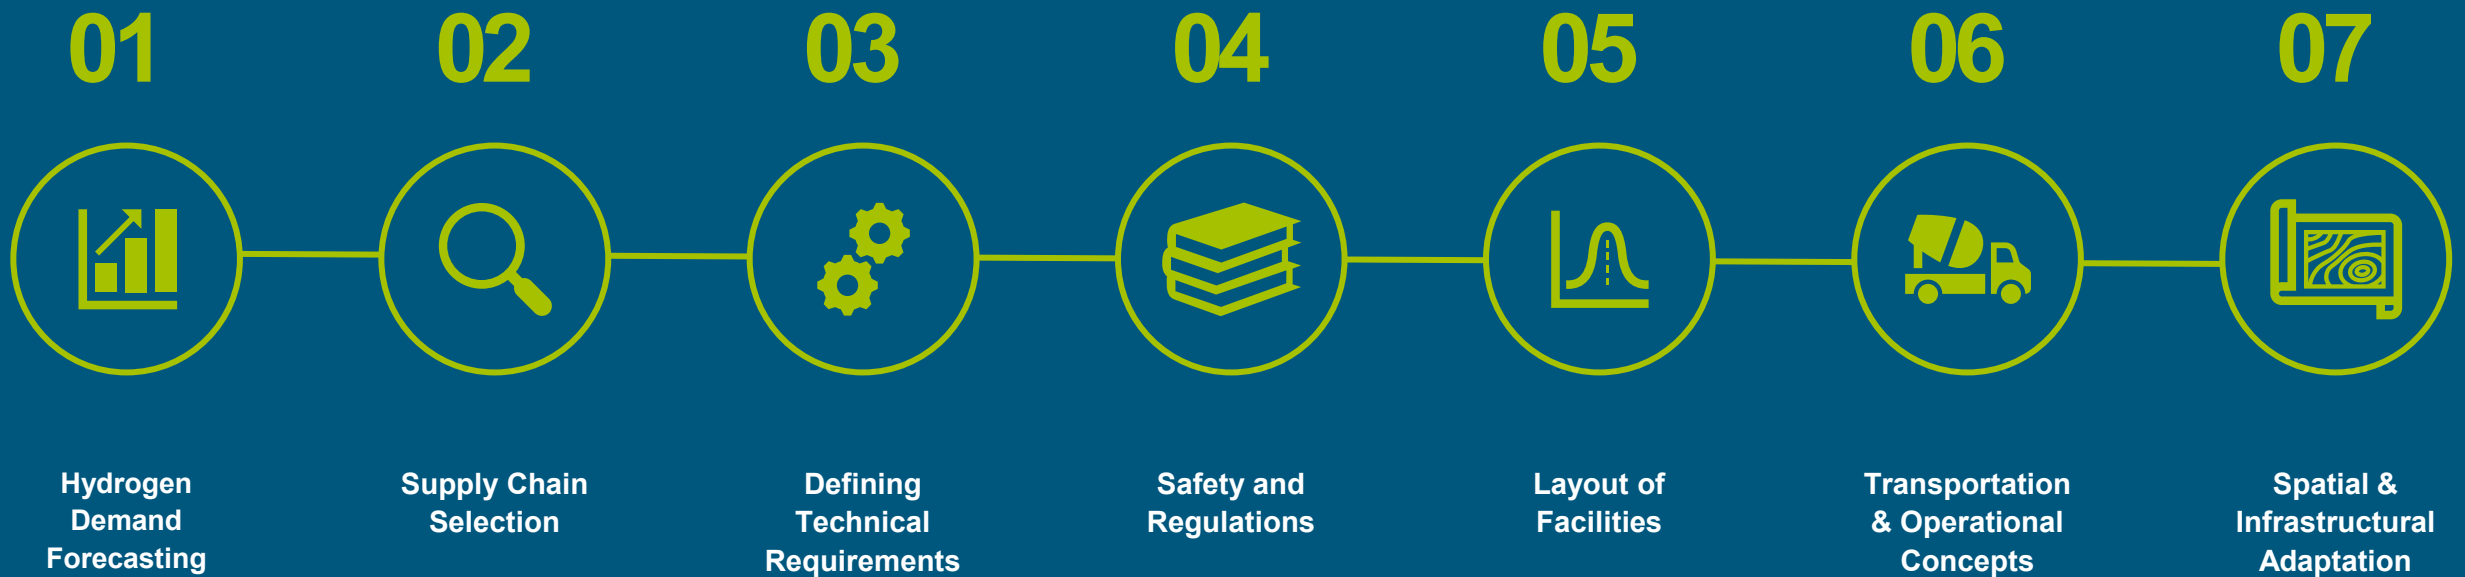 01
02
03
04
05
06
07
Hydrogen
Demand
Forecasting
Supply Chain
Selection
Defining
Technical
Requirements
Safety and
Regulations
Layout of
Facilities
Transportation
& Operational
Concepts
Spatial &
Infrastructural
Adaptation